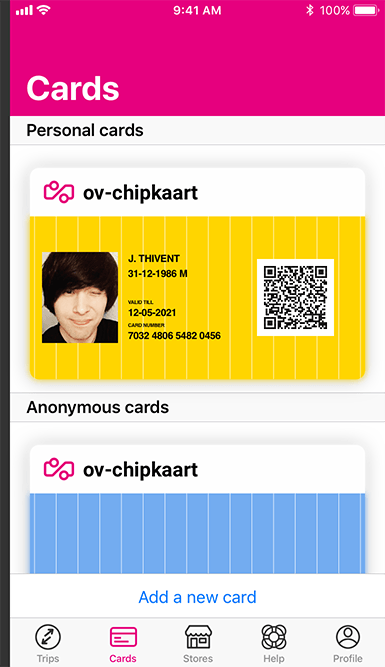 9:41 AM
100%
Cards
Personal cards
ov-chipkaart
J. THIVENT
31-12-1986 M
VALID TILL
12-05-2021
CARD NUMBER
7032 4806 5482 0456
Anonymous cards
ov-chipkaart
Add a new card
Trips
Cards
Stores
Help
Profile